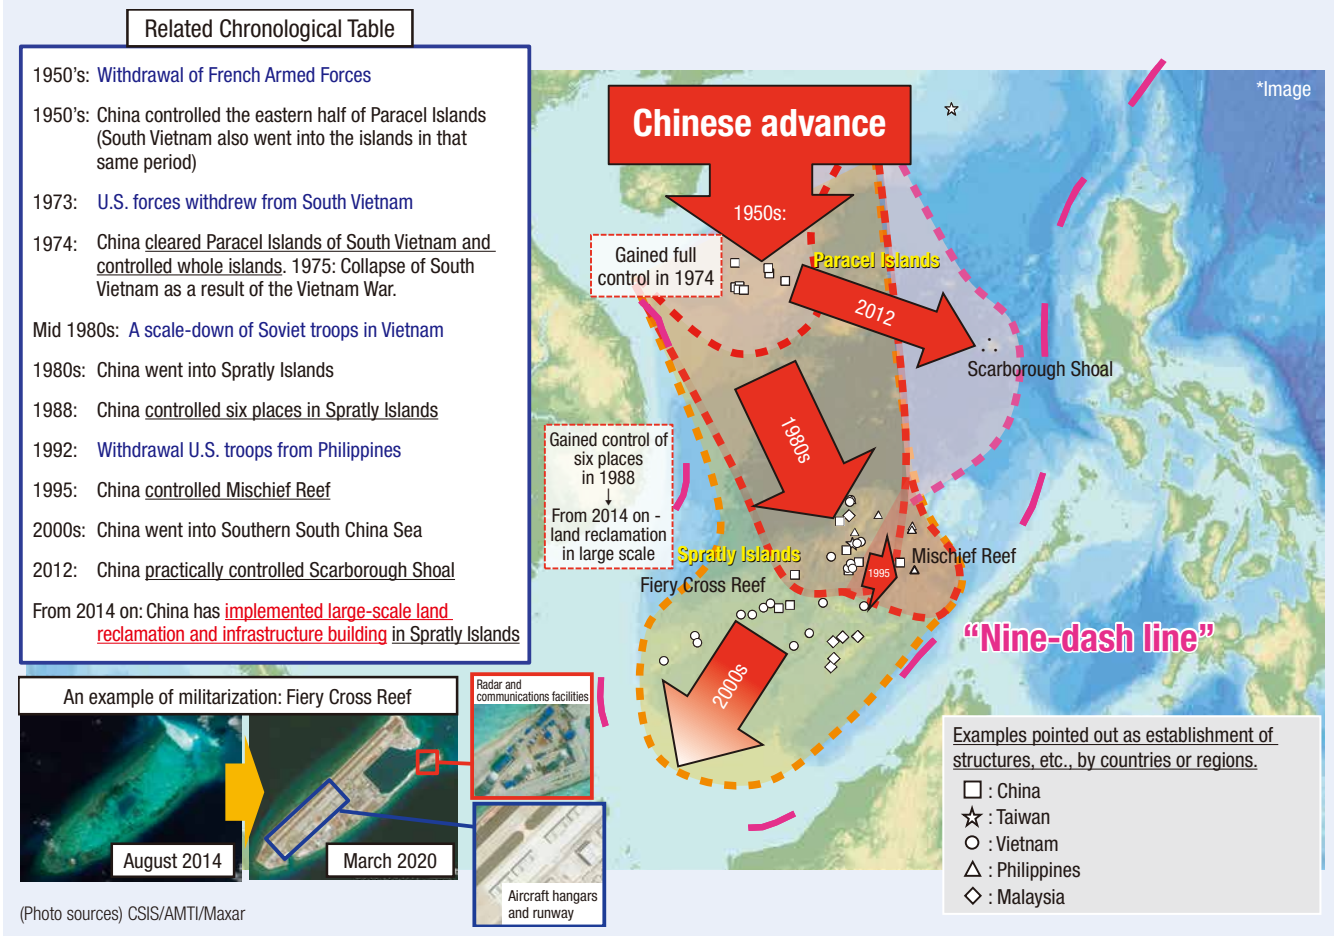 Related Chronological Table
1950's: Withdrawal of French Armed Forces
1950's: China controlled the eastern half of Paracel Islands
(South Vietnam also went into the islands in that
same period)
1973: U.S. forces withdrew from South Vietnam
1974: China cleared Paracel Islands of South Vietnam and
controlled whole islands. 1975: Collapse of South
Vietnam as a result of the Vietnam War.
Mid 1980s: A scale-down of Soviet troops in Vietnam
1980s: China went into Spratly Islands
1988: China controlled six places in Spratly Islands
1992: Withdrawal U.S. troops from Philippines
1995: China controlled Mischief Reef
2000s: China went into Southern South China Sea
2012: China practically controlled Scarborough Shoal
From 2014 on: China has implemented large-scale land
reclamation and infrastructure building in Spratly Islands
*Image
Chinese advance
1950s:
Gained full
control in 1974
Paracel Islands
2012
Scarborough Shoal
1980s
Gained control of
six places
in 1988
↓
From 2014 on -
land reclamation
in large scale
Spratly Islands
Fiery Cross Reef
1995
Mischief Reef
"Nine-dash line"
2000s
An example of militarization: Fiery Cross Reef
August 2014
March 2020
Radar and
communications facilities
Aircraft hangars
and runway
(Photo sources) CSIS/AMTI/Maxar
Examples pointed out as establishment of
structures, etc., by countries or regions.
□ : China
☆ : Taiwan
○ : Vietnam
△ : Philippines
◇ : Malaysia